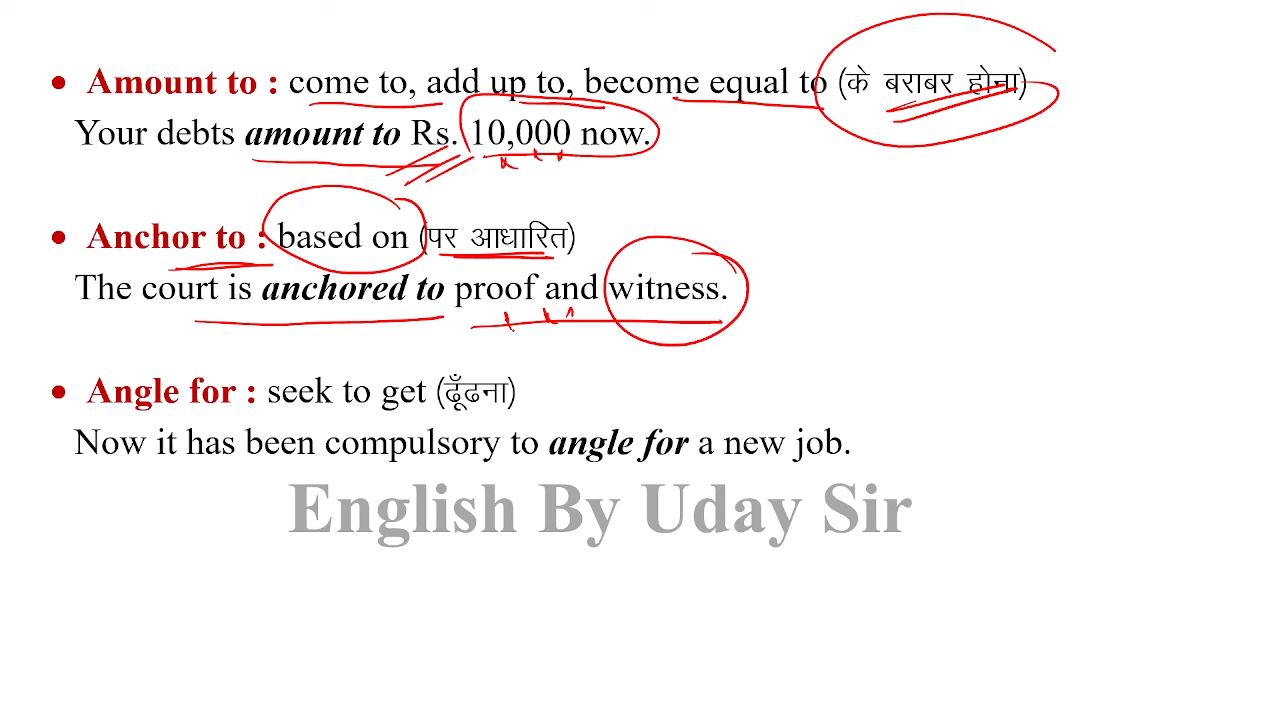 • Amount to : come to, add up to, become equal to (के बराबर होना)
Your debts amount to Rs. 10,000 now.
• Anchor to : based on (पर आधारित)
The court is anchored to proof and witness.
• Angle for : seek to get (ढूँढना)
Now it has been compulsory to angle for a new job.
English By Uday Sir